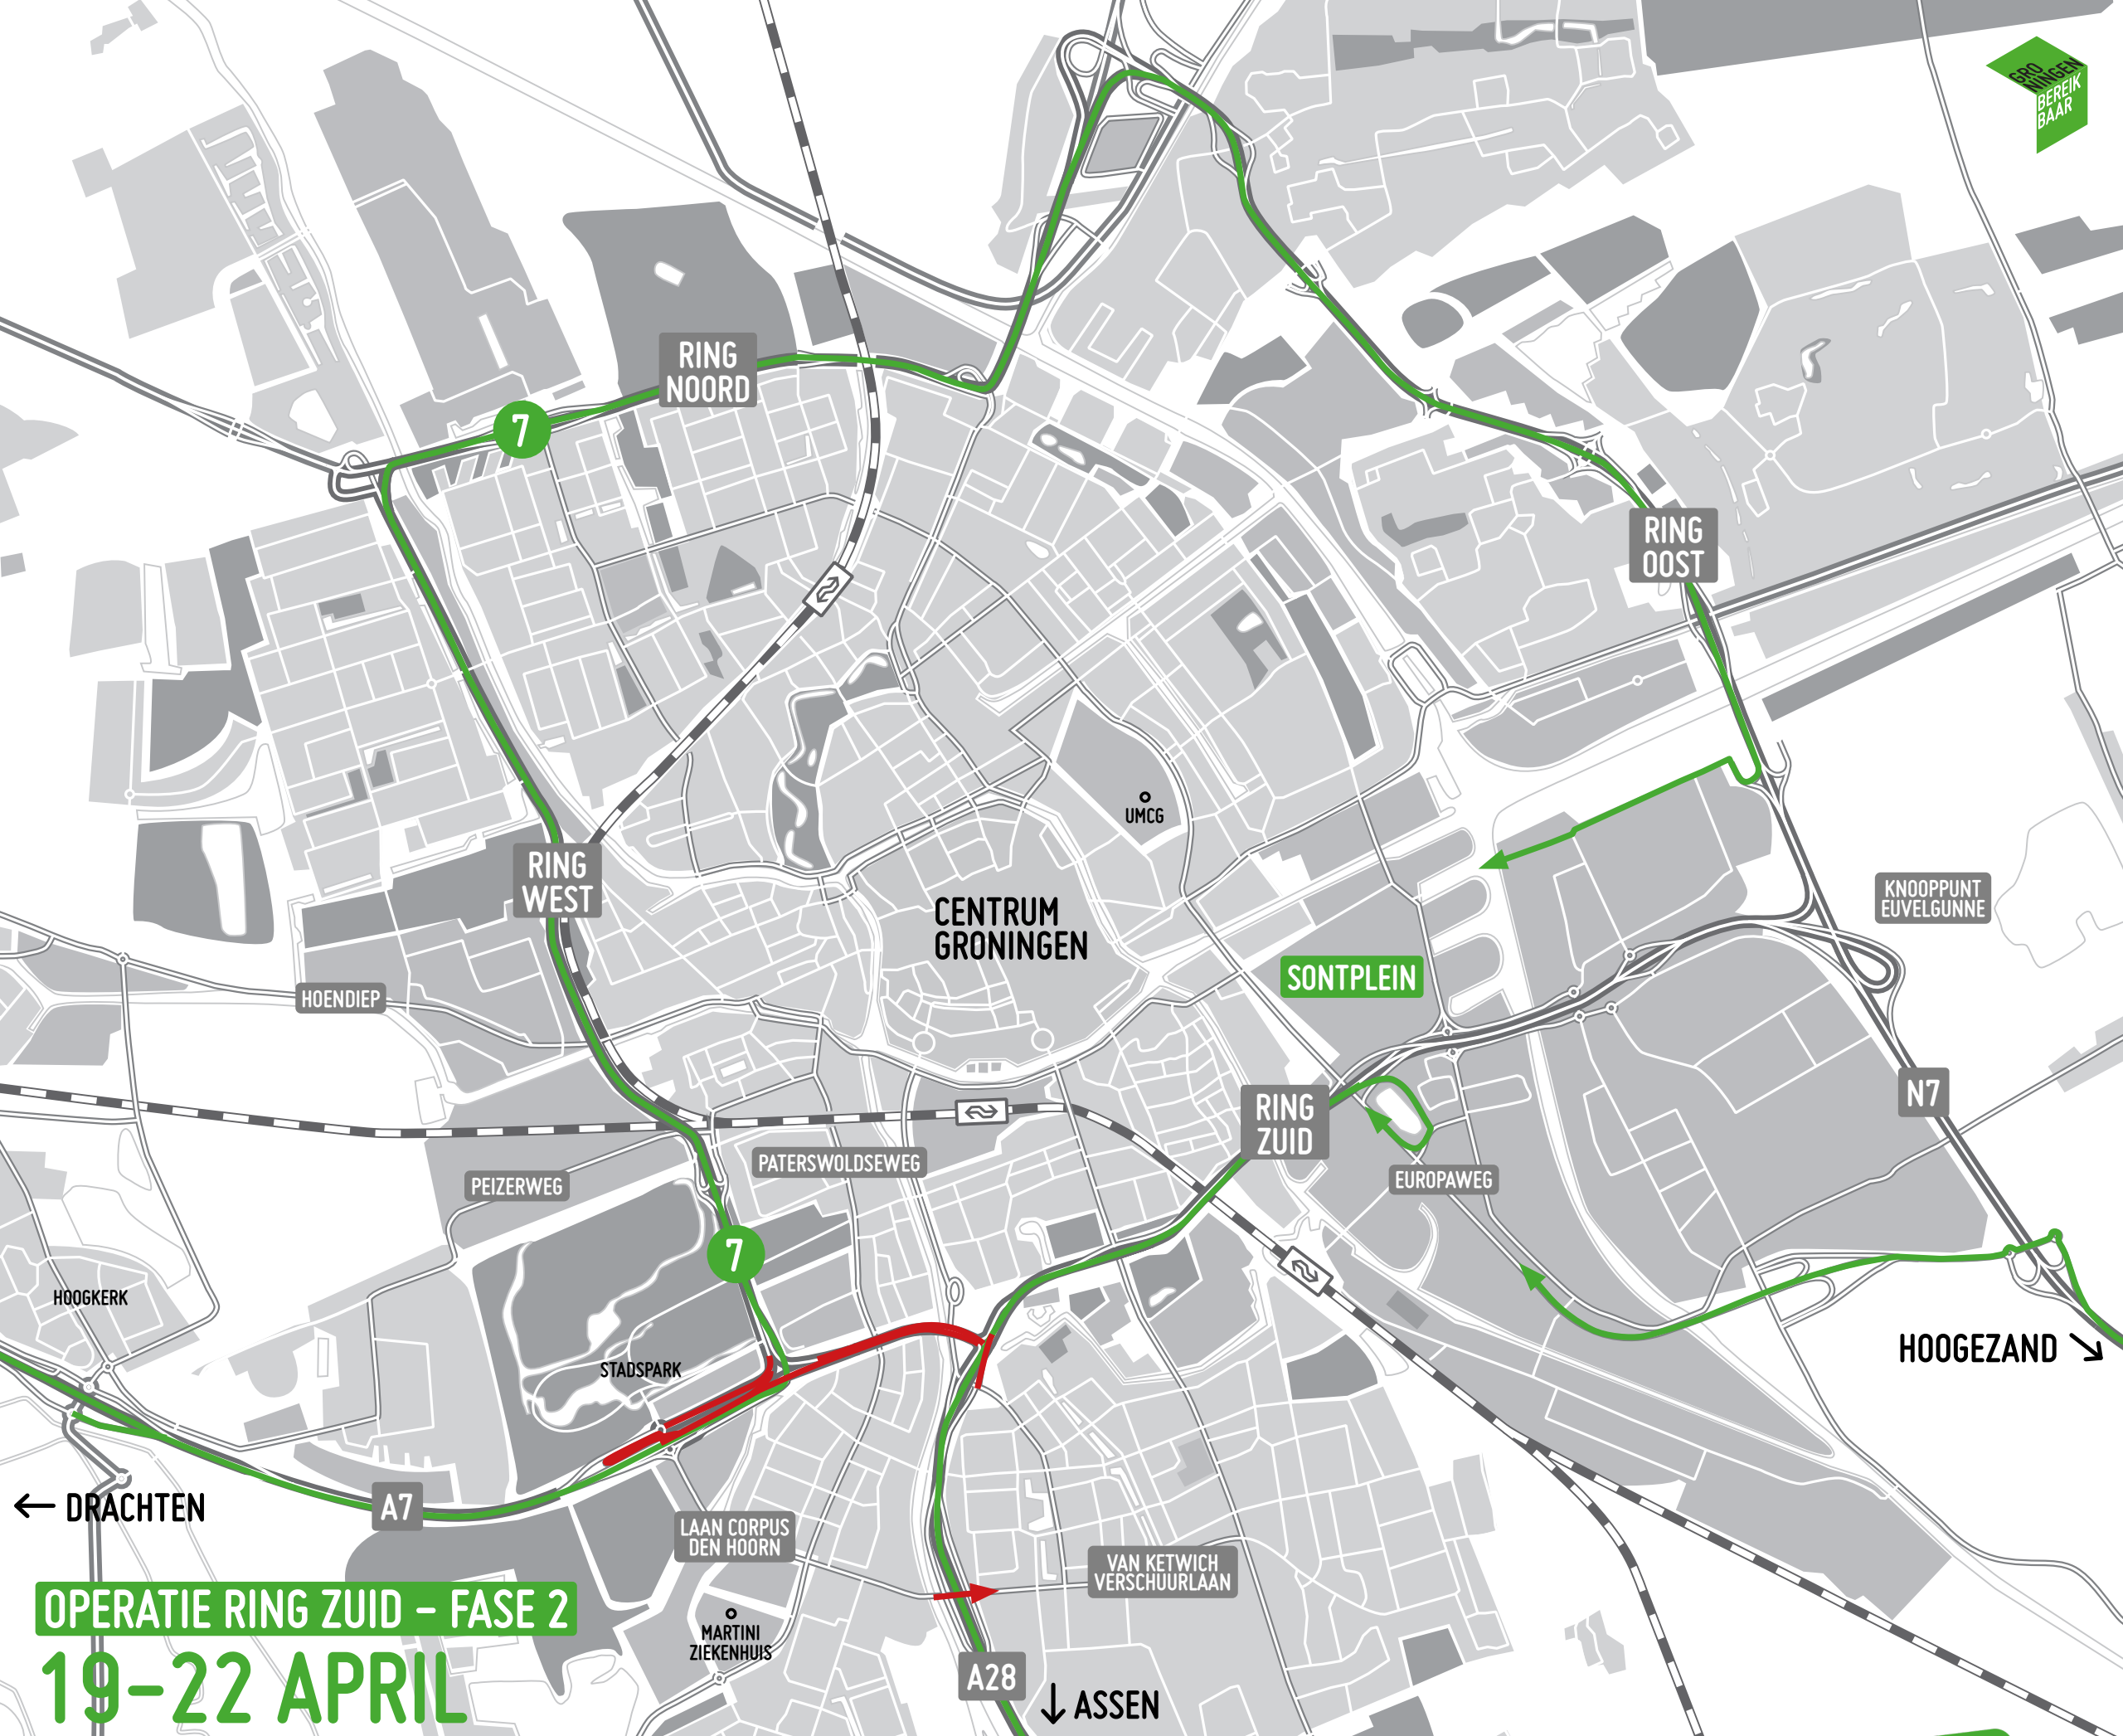 GRO
NINGEN
BEREIK
BAAR
RING
NOORD
7
RING
OOST
UMCG
RING
WEST
CENTRUM
GRONINGEN
KNOOPPUNT
EUVELGUNNE
SONTPLEIN
HOENDIEP
N7
RING
ZUID
PATERSWOLDSEWEG
PEIZERWEG
EUROPAWEG
7
HOOGKERK
HOOGEZAND
STADSPARK
A7
DRACHTEN
LAAN CORPUS
DEN HOORN
VAN KETWICH
VERSCHUURLAAN
OPERATIE RING ZUID – FASE 2
MARTINI
ZIEKENHUIS
19–22 APRIL
A28
ASSEN